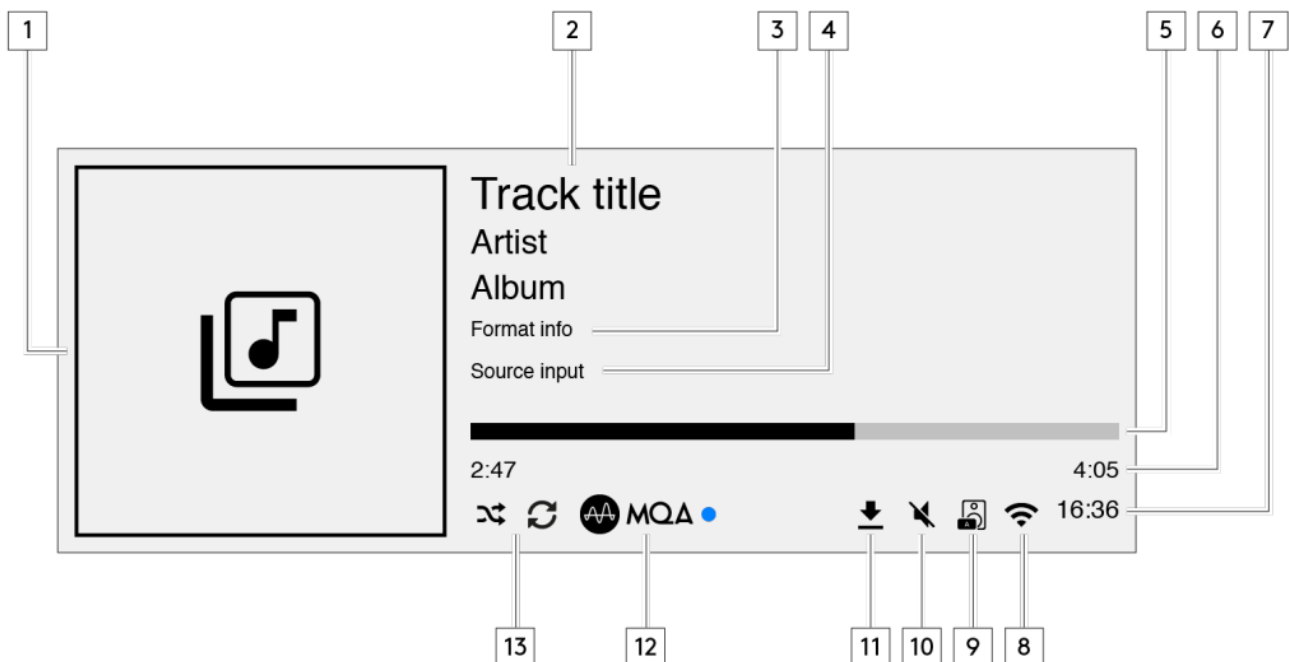 1 2 3 4 5 6 7
Track title
Artist
Album
Format info
Source input
2:47 4:05
MQA 16:36
A
13 12 11 10 9 8